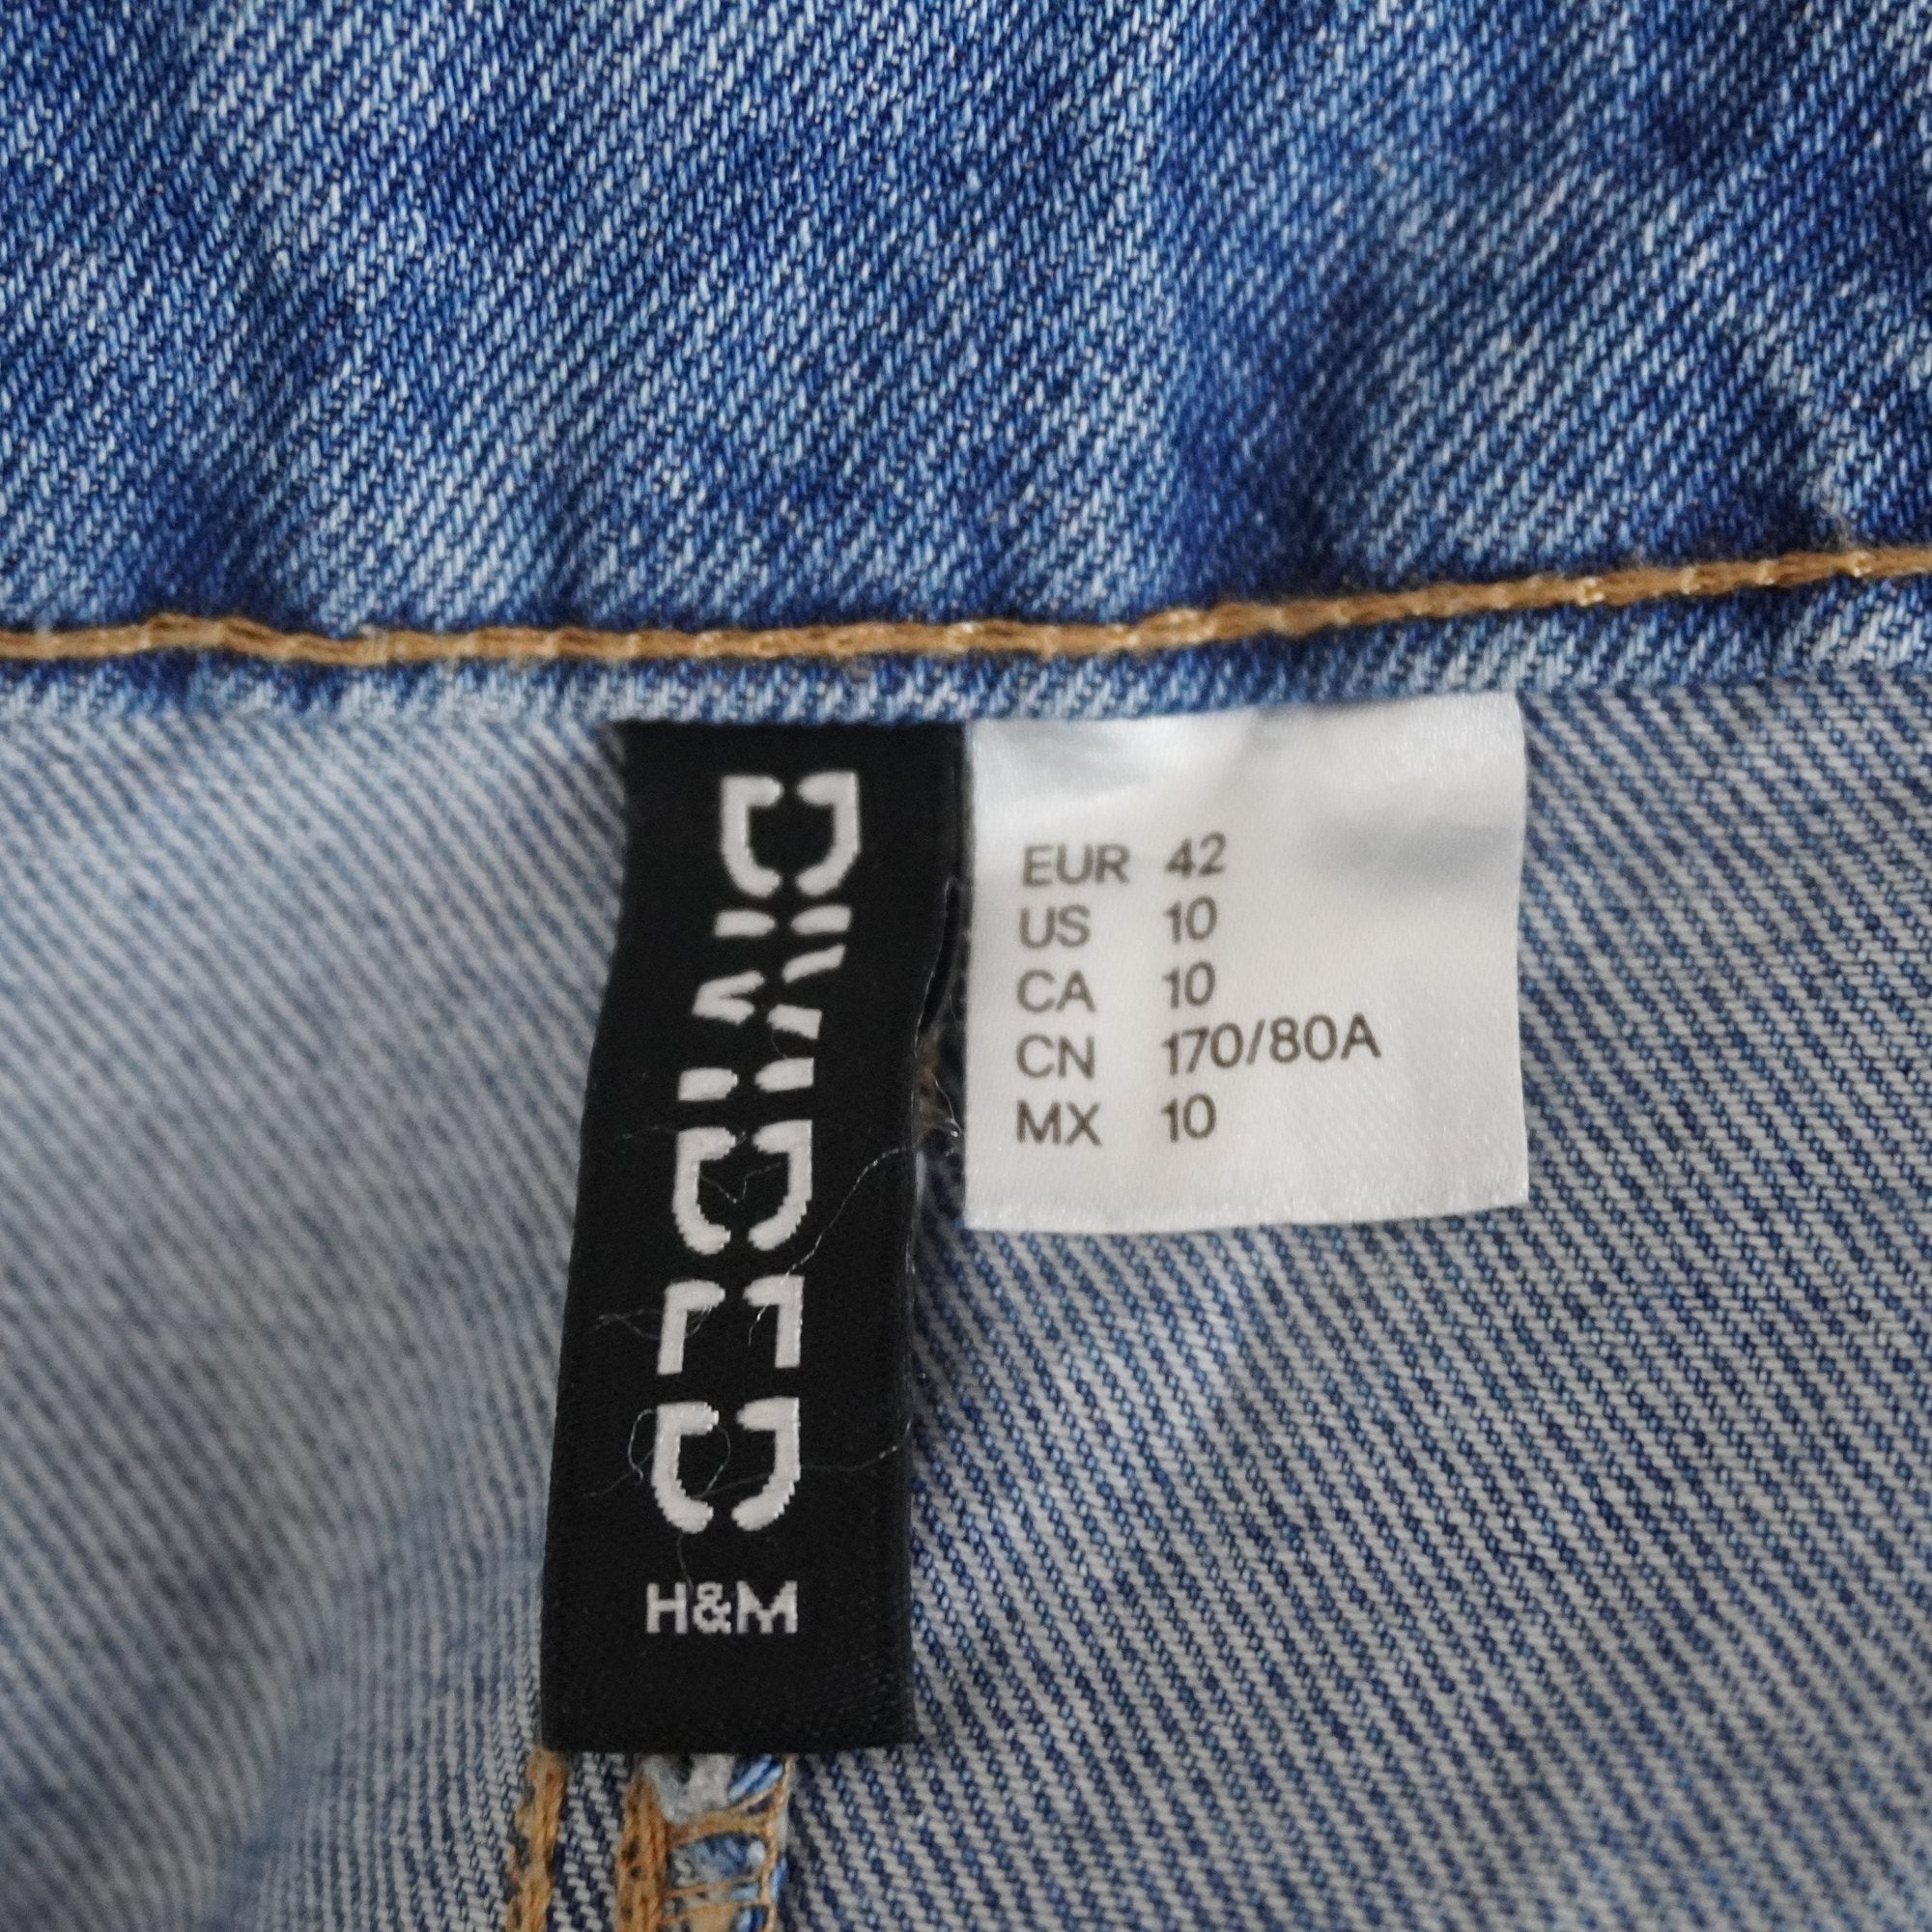 DIVIDED
H&M
EUR 42
US 10
CA 10
CN 170/80A
MX 10